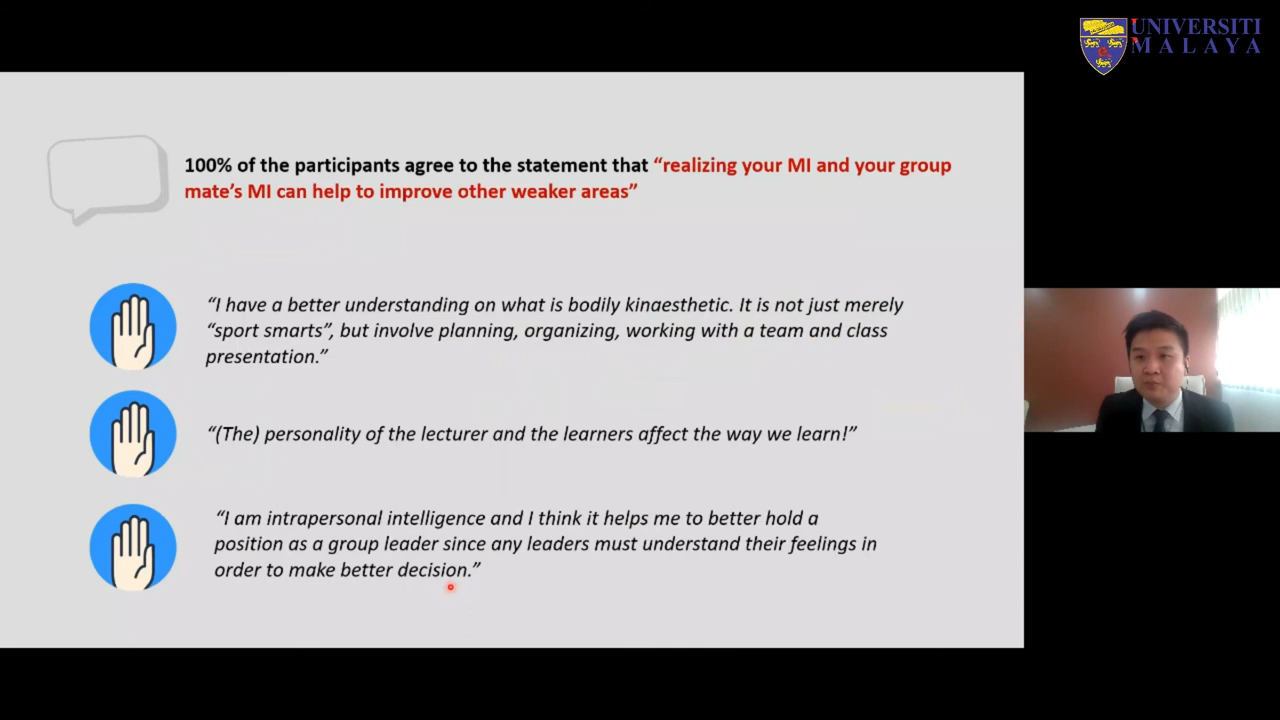 UNIVERSITI
MALAYA
100% of the participants agree to the statement that “realizing your MI and your group
mate’s MI can help to improve other weaker areas”
“I have a better understanding on what is bodily kinaesthetic. It is not just merely
“sport smarts”, but involve planning, organizing, working with a team and class
presentation.”
“(The) personality of the lecturer and the learners affect the way we learn!”
“I am intrapersonal intelligence and I think it helps me to better hold a
position as a group leader since any leaders must understand their feelings in
order to make better decision.”